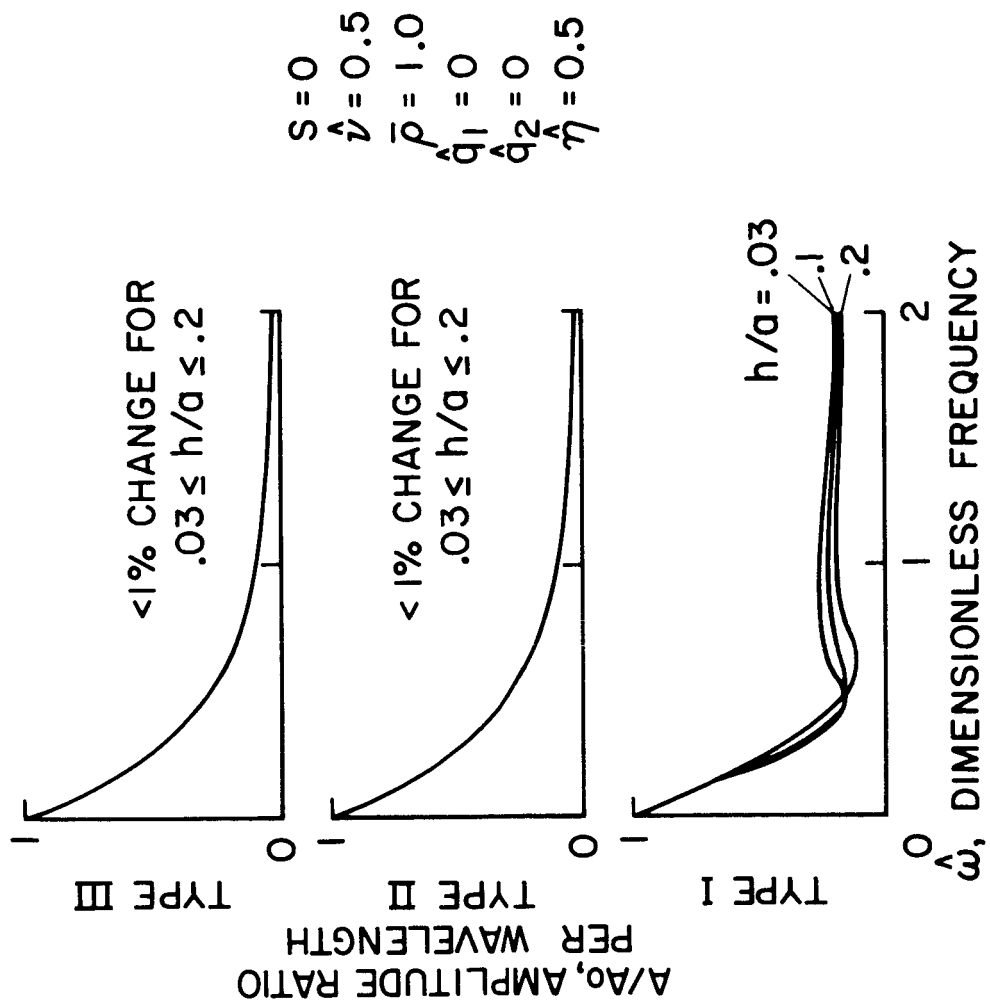 A/Ao, AMPLITUDE RATIO
PER WAVELENGTH
TYPE III
1
0
<1% CHANGE FOR
.03 ≤ h/a ≤ .2
TYPE II
1
0
<1% CHANGE FOR
.03 ≤ h/a ≤ .2
TYPE I
1
0
h/a = .03
.1
.2
1
2
ω̂, DIMENSIONLESS FREQUENCY
S = 0
ν̂ = 0.5
ρ̅ = 1.0
q̂1 = 0
q̂2 = 0
η̂ = 0.5